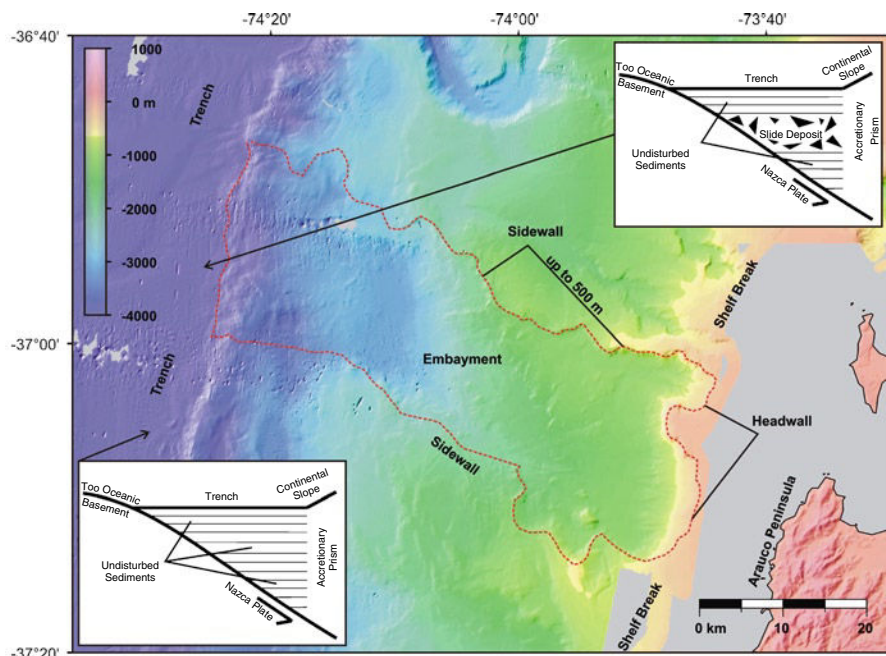 -74°20'
-74°00'
-73°40'
-36°40'
-37°00'
-37°20'
1000
0 m
-1000
-2000
-3000
-4000
Trench
Too Oceanic
Basement
Trench
Continental
Slope
Slide Deposit
Undisturbed
Sediments
Accretionary
Prism
Nazca Plate
Sidewall
up to 500 m
Shelf Break
Embayment
Trench
Sidewall
Headwall
Arauco Peninsula
Too Oceanic
Basement
Trench
Continental
Slope
Undisturbed
Sediments
Accretionary
Prism
Nazca Plate
Shelf Break
0 km
10
20